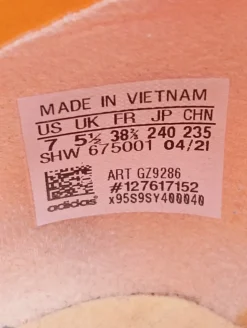 MADE IN VIETNAM
US UK FR JP CHN
7 5½ 38⅔ 240 235
SHW 675001 04/21
ART GZ9286
#127617152
adidas x95S9SY400040